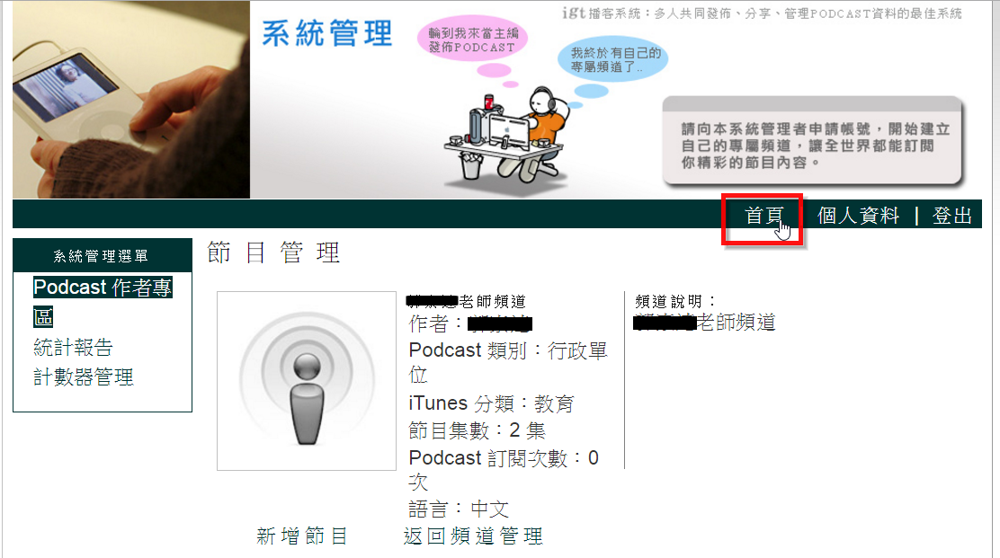 igt播客系統：多人共同發佈、分享、管理PODCAST資料的最佳系統
系統管理
輪到我來當主編
發佈PODCAST
我終於有自己的
專屬頻道了..
請向本系統管理者申請帳號，開始建立
自己的專屬頻道，讓全世界都能訂閱
你精彩的節目內容。
首頁 個人資料 | 登出
系統管理選單
Podcast 作者專
區
統計報告
計數器管理
節目管理
老師頻道
作者：
Podcast 類別：行政單
位
iTunes 分類：教育
節目集數：2 集
Podcast 訂閱次數：0
次
語言：中文
頻道說明：
老師頻道
新增節目 返回頻道管理